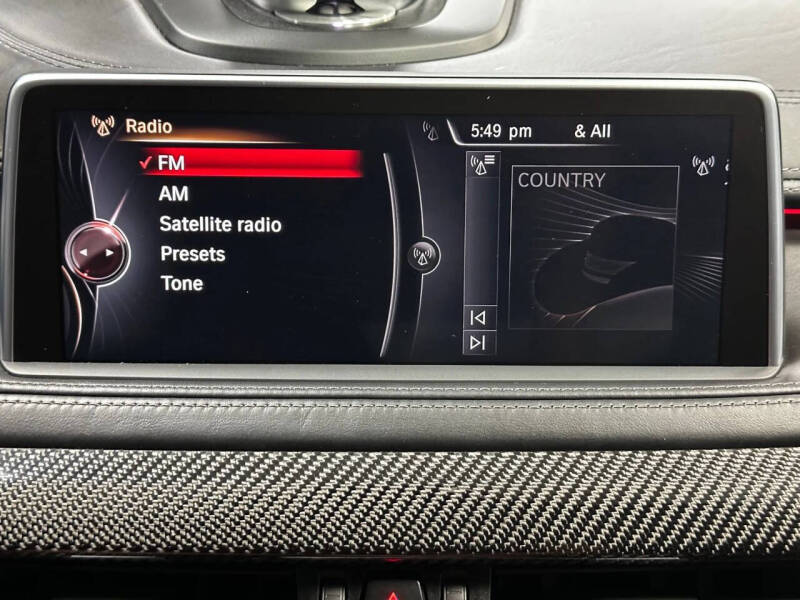 Radio
5:49 pm & All
FM
AM
Satellite radio
Presets
Tone
COUNTRY